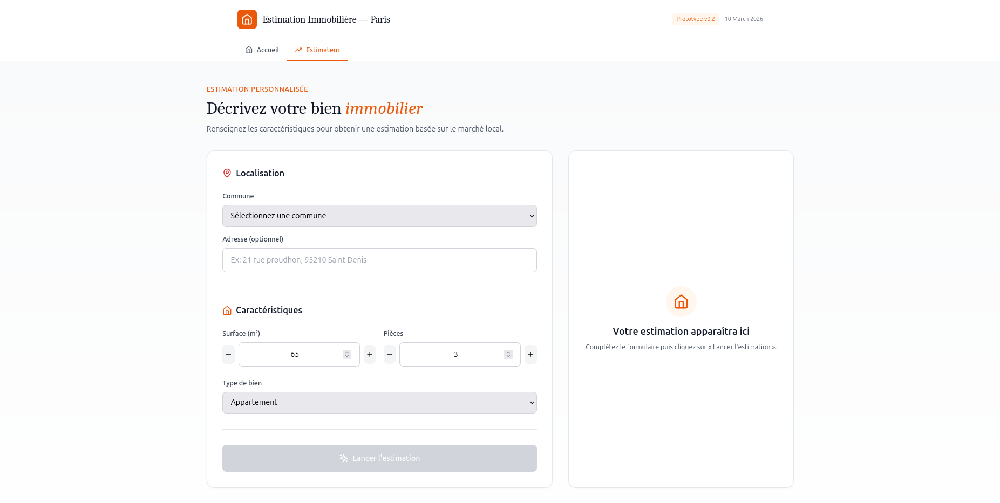 Estimation Immobilière — Paris
Prototype v0.2
10 March 2026
Accueil
Estimateur
ESTIMATION PERSONNALISÉE
Décrivez votre bien immobilier
Renseignez les caractéristiques pour obtenir une estimation basée sur le marché local.
Localisation
Commune
Sélectionnez une commune
Adresse (optionnel)
Ex: 21 rue proudhon, 93210 Saint Denis
Caractéristiques
Surface (m²)
Pièces
− 65 +
− 3 +
Type de bien
Appartement
Lancer l'estimation
Votre estimation apparaîtra ici
Complétez le formulaire puis cliquez sur « Lancer l'estimation ».